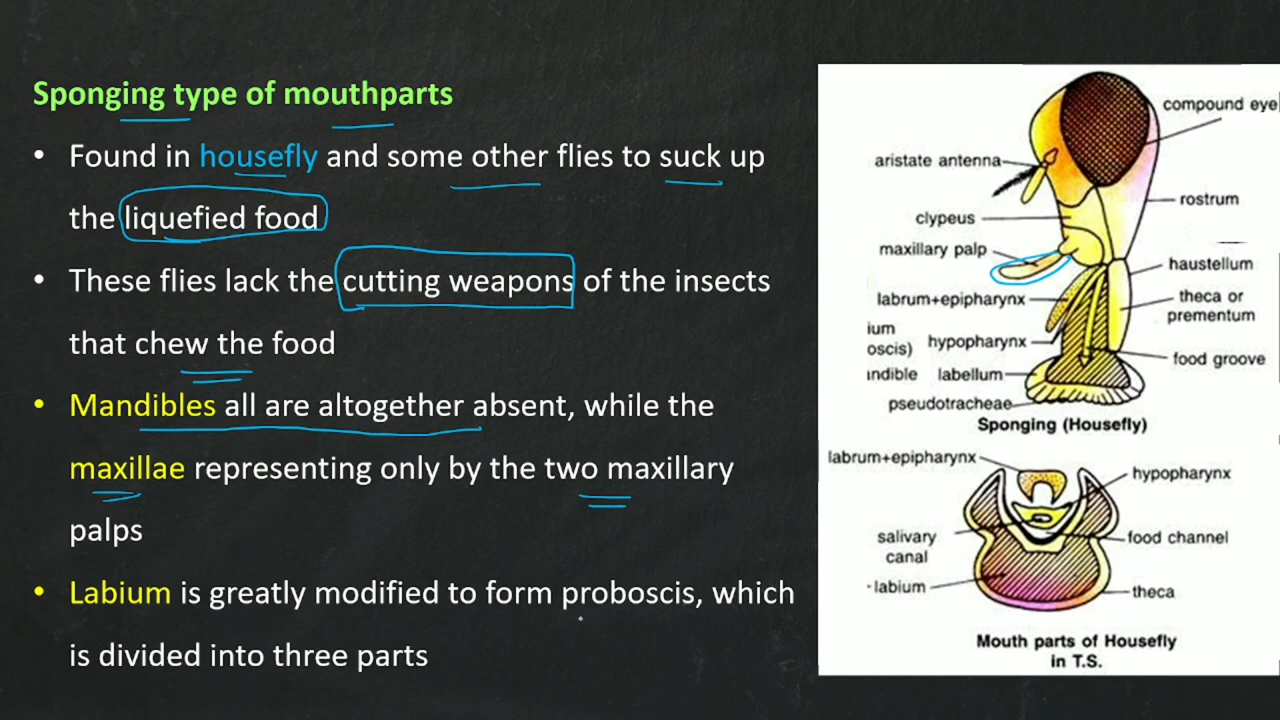 Sponging type of mouthparts
• Found in housefly and some other flies to suck up
the liquefied food
• These flies lack the cutting weapons of the insects
that chew the food
• Mandibles all are altogether absent, while the
maxillae representing only by the two maxillary
palps
• Labium is greatly modified to form proboscis, which
is divided into three parts
compound eye
aristate antenna
rostrum
clypeus
maxillary palp
haustellum
labrum+epipharynx
theca or
prementum
ium
oscis)
hypopharynx
food groove
ındible
labellum
pseudotracheae
Sponging (Housefly)
labrum+epipharynx
hypopharynx
salivary
canal
food channel
labium
theca
Mouth parts of Housefly
in T.S.